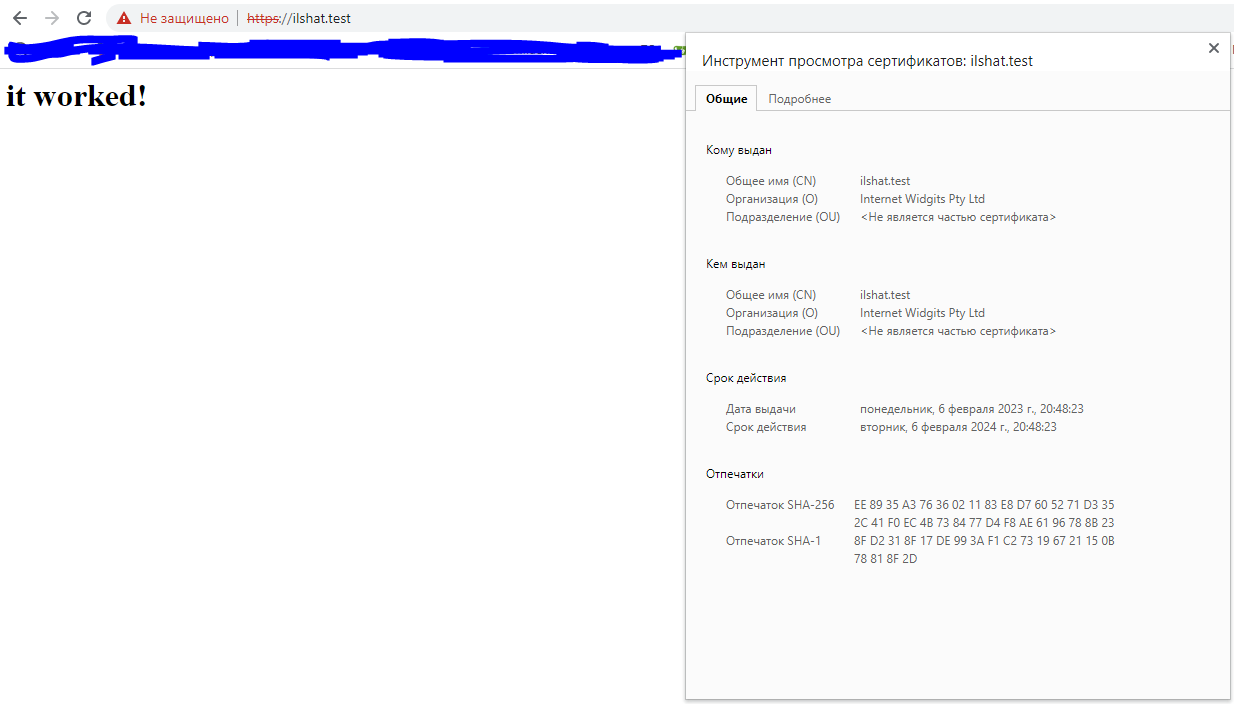 Не защищено https://ilshat.test
it worked!
Инструмент просмотра сертификатов: ilshat.test
Общие Подробнее
Кому выдан
Общее имя (CN) ilshat.test
Организация (O) Internet Widgits Pty Ltd
Подразделение (OU) <Не является частью сертификата>
Кем выдан
Общее имя (CN) ilshat.test
Организация (O) Internet Widgits Pty Ltd
Подразделение (OU) <Не является частью сертификата>
Срок действия
Дата выдачи понедельник, 6 февраля 2023 г., 20:48:23
Срок действия вторник, 6 февраля 2024 г., 20:48:23
Отпечатки
Отпечаток SHA-256 EE 89 35 A3 76 36 02 11 83 E8 D7 60 52 71 D3 35
2C 41 F0 EC 4B 73 84 77 D4 F8 AE 61 96 78 8B 23
Отпечаток SHA-1 8F D2 31 8F 17 DE 99 3A F1 C2 73 19 67 21 15 0B
78 81 8F 2D